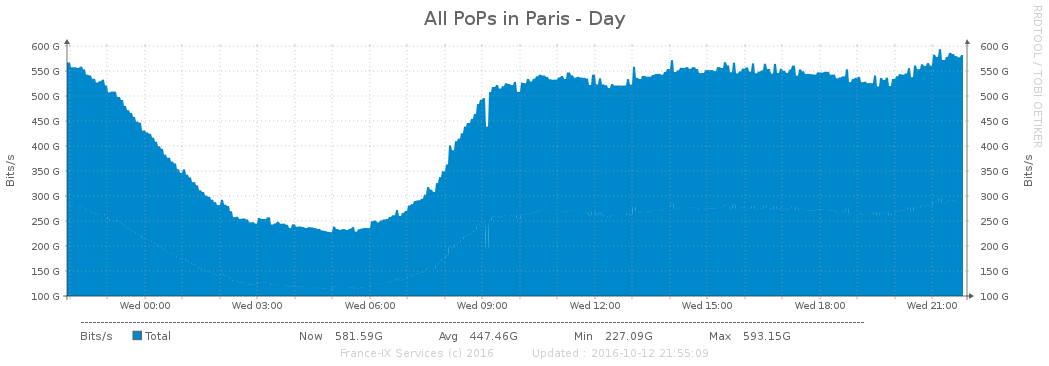 All PoPs in Paris - Day
RRDTOOL / TOBI OETIKER
Bits/s
600 G 600 G
550 G 550 G
500 G 500 G
450 G 450 G
400 G 400 G
350 G 350 G
300 G 300 G
250 G 250 G
200 G 200 G
150 G 150 G
100 G 100 G
Bits/s
Wed 00:00 Wed 03:00 Wed 06:00 Wed 09:00 Wed 12:00 Wed 15:00 Wed 18:00 Wed 21:00
Bits/s Total Now 581.59G Avg 447.46G Min 227.09G Max 593.15G
France-IX Services (c) 2016 Updated : 2016-10-12 21:55:09